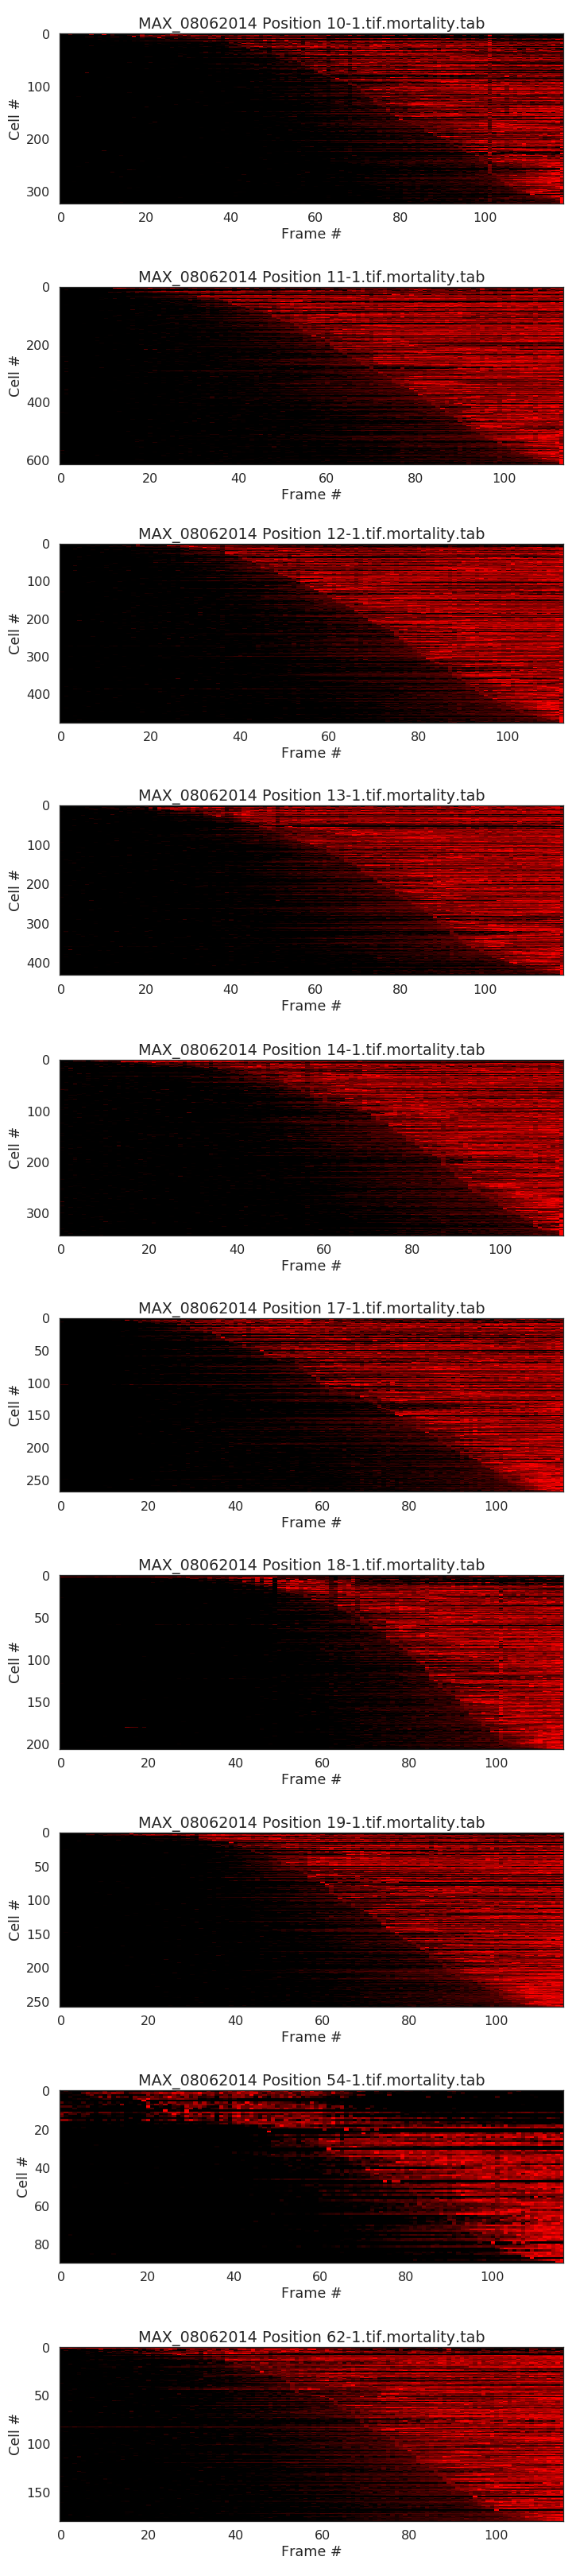 MAX_08062014 Position 10-1.tif.mortality.tab
0
100
200
300
Cell #
0 20 40 60 80 100
Frame #
MAX_08062014 Position 11-1.tif.mortality.tab
0
200
400
600
Cell #
0 20 40 60 80 100
Frame #
MAX_08062014 Position 12-1.tif.mortality.tab
0
100
200
300
400
Cell #
0 20 40 60 80 100
Frame #
MAX_08062014 Position 13-1.tif.mortality.tab
0
100
200
300
400
Cell #
0 20 40 60 80 100
Frame #
MAX_08062014 Position 14-1.tif.mortality.tab
0
100
200
300
Cell #
0 20 40 60 80 100
Frame #
MAX_08062014 Position 17-1.tif.mortality.tab
0
50
100
150
200
250
Cell #
0 20 40 60 80 100
Frame #
MAX_08062014 Position 18-1.tif.mortality.tab
0
50
100
150
200
Cell #
0 20 40 60 80 100
Frame #
MAX_08062014 Position 19-1.tif.mortality.tab
0
50
100
150
200
250
Cell #
0 20 40 60 80 100
Frame #
MAX_08062014 Position 54-1.tif.mortality.tab
0
20
40
60
80
Cell #
0 20 40 60 80 100
Frame #
MAX_08062014 Position 62-1.tif.mortality.tab
0
50
100
150
Cell #
0 20 40 60 80 100
Frame #